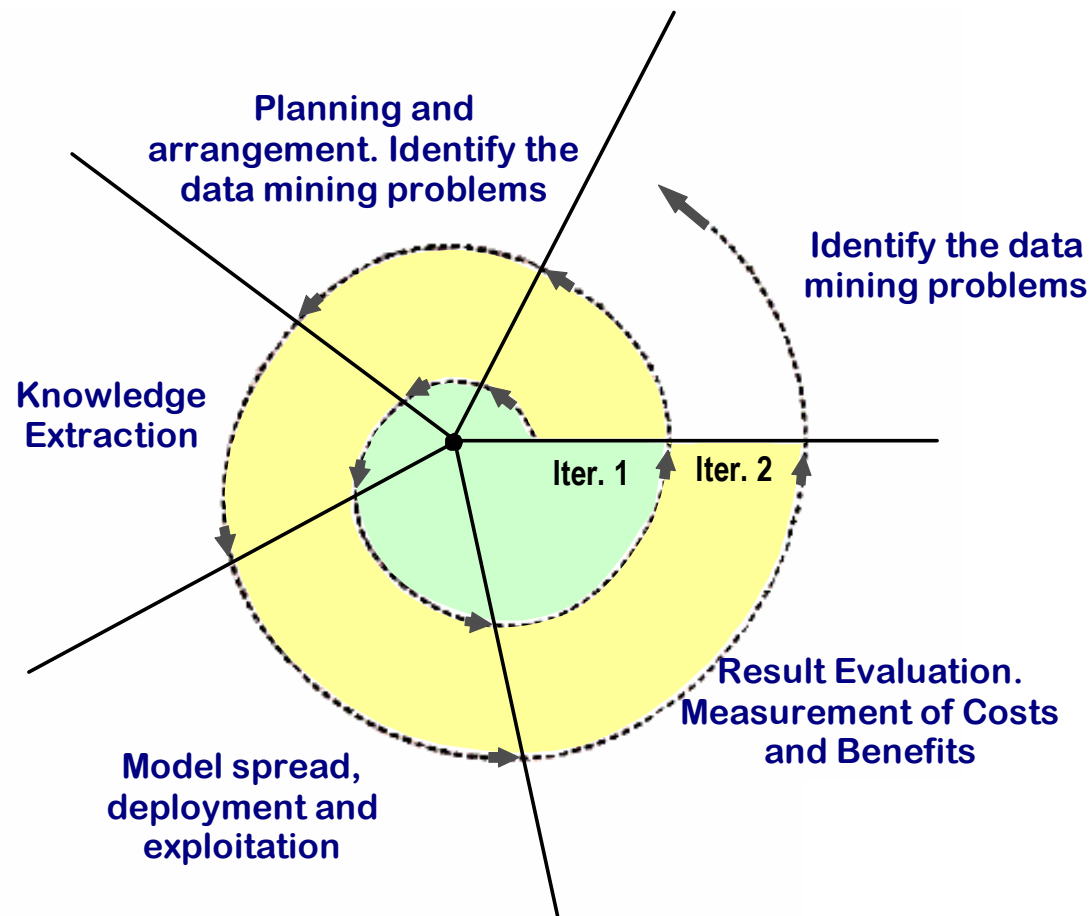 Planning and
arrangement. Identify the
data mining problems
Identify the data
mining problems
Knowledge
Extraction
Iter. 1
Iter. 2
Result Evaluation.
Measurement of Costs
and Benefits
Model spread,
deployment and
exploitation